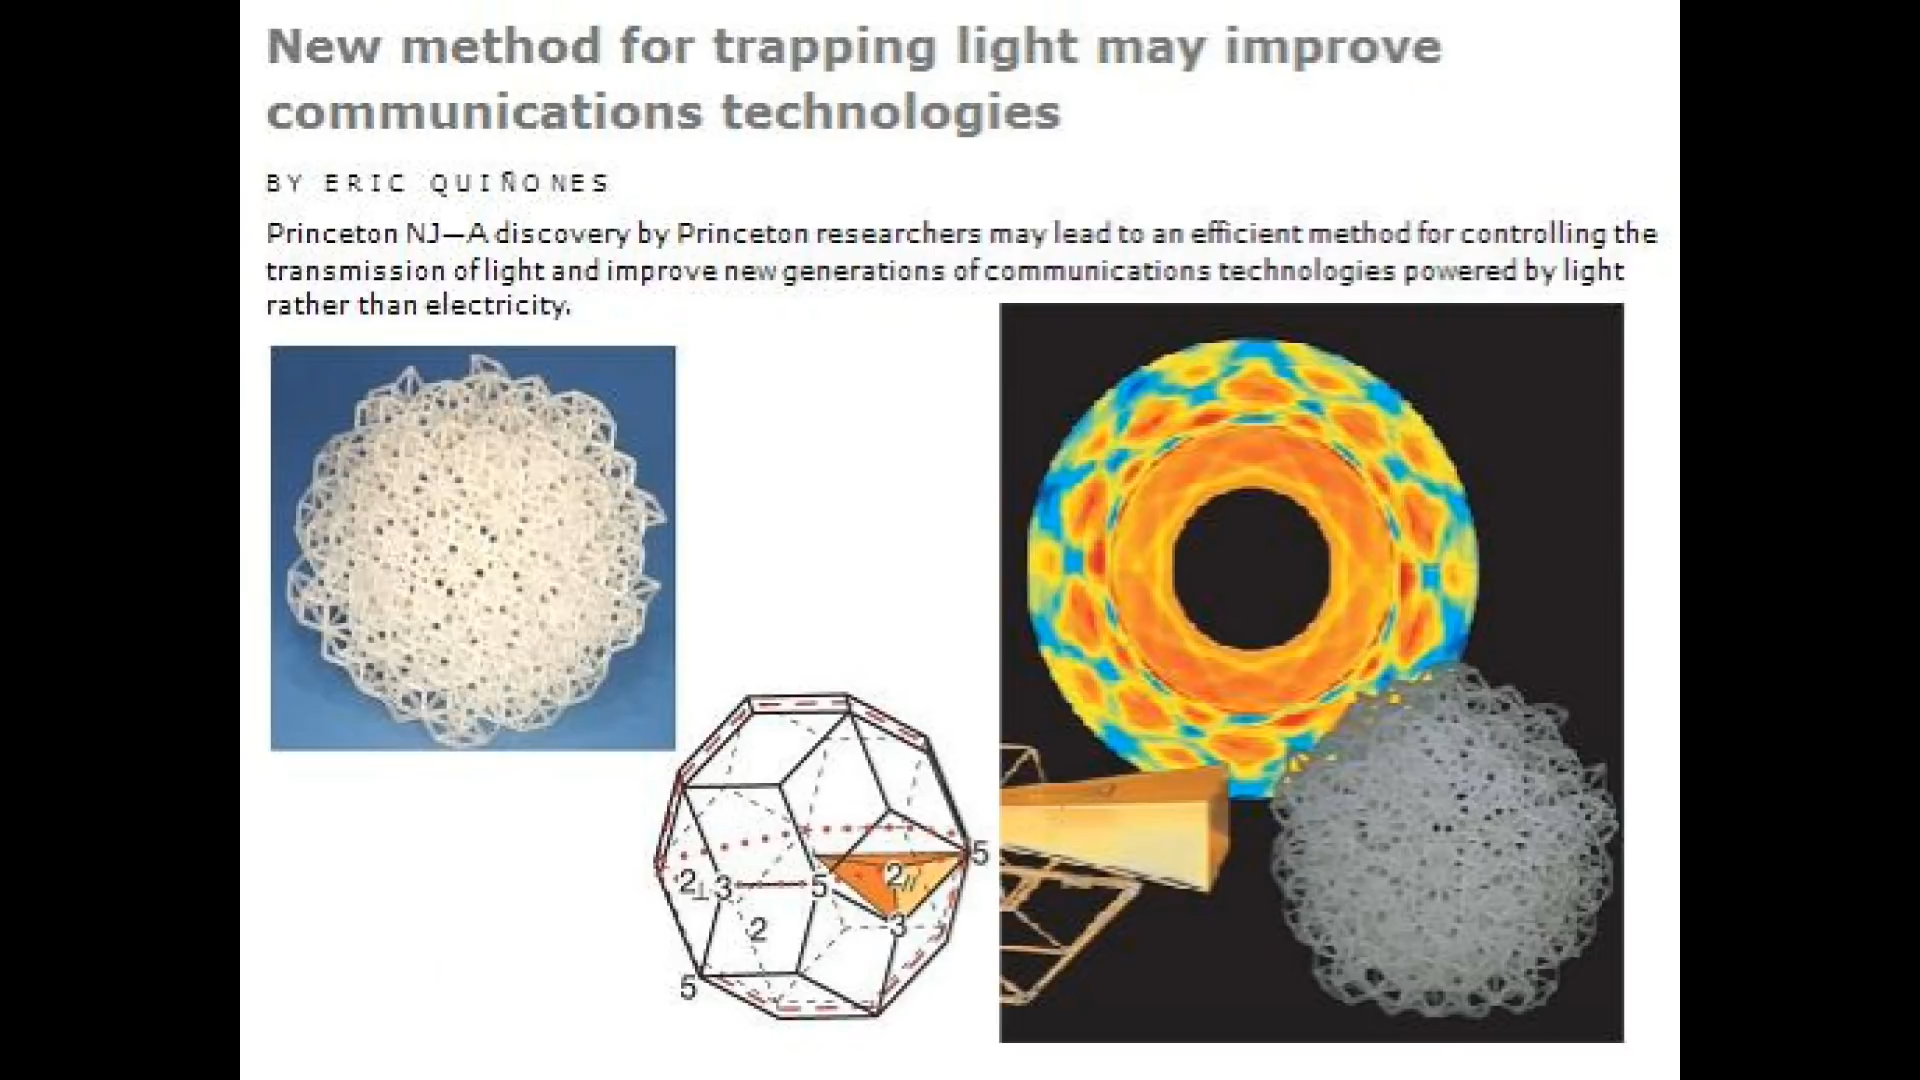 New method for trapping light may improve
communications technologies
BY ERIC QUIÑONES
Princeton NJ—A discovery by Princeton researchers may lead to an efficient method for controlling the
transmission of light and improve new generations of communications technologies powered by light
rather than electricity.
5
2⊥ 3 5 2//
2 3
5